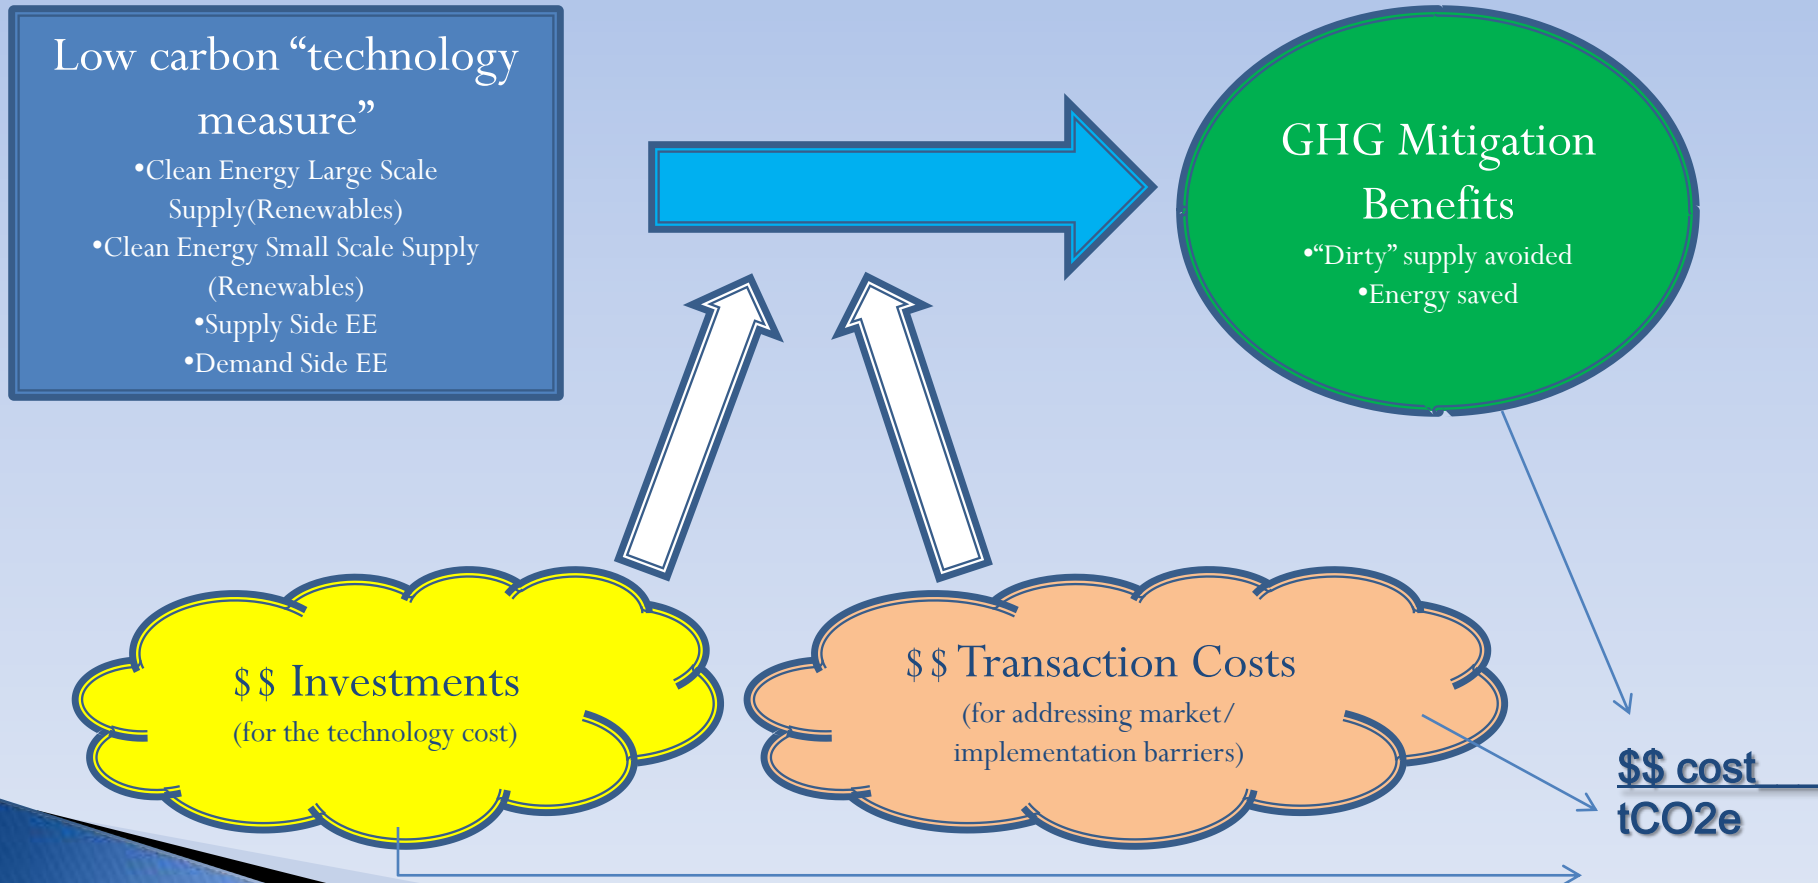 Low carbon “technology
measure”
•Clean Energy Large Scale
Supply(Renewables)
•Clean Energy Small Scale Supply
(Renewables)
•Supply Side EE
•Demand Side EE
GHG Mitigation
Benefits
•“Dirty” supply avoided
•Energy saved
$$ Investments
(for the technology cost)
$$ Transaction Costs
(for addressing market/
implementation barriers)
$$ cost
tCO2e